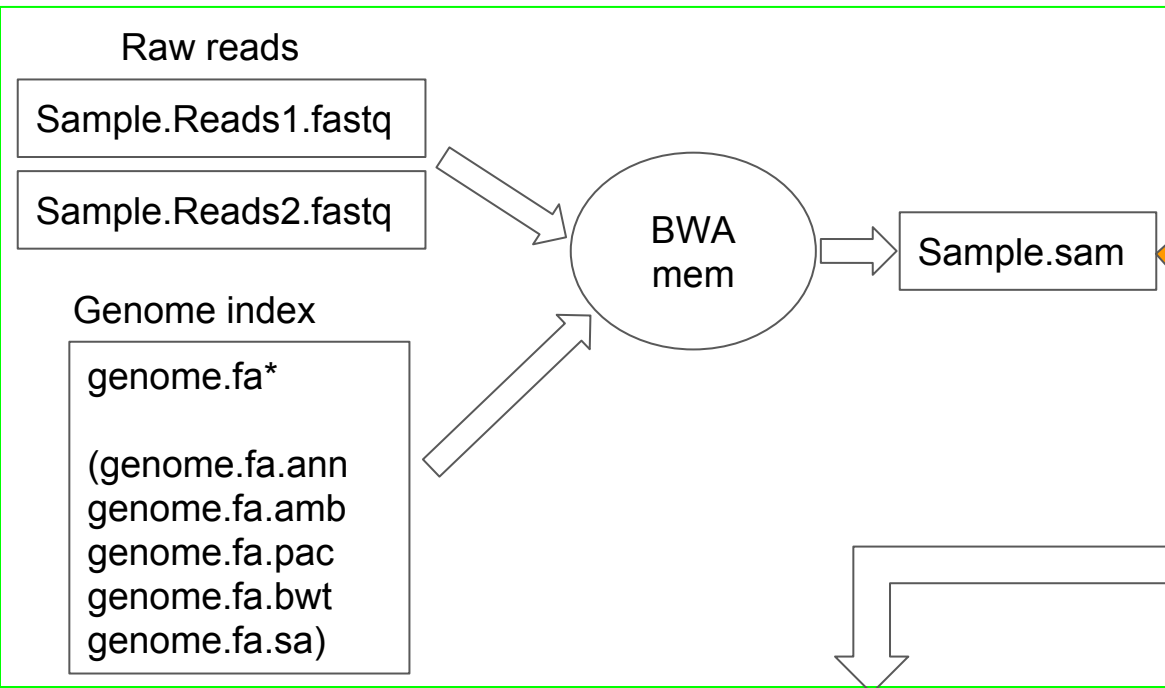 Raw reads
Sample.Reads1.fastq
Sample.Reads2.fastq
Genome index
genome.fa*
(genome.fa.ann
genome.fa.amb
genome.fa.pac
genome.fa.bwt
genome.fa.sa)
BWA
mem
Sample.sam